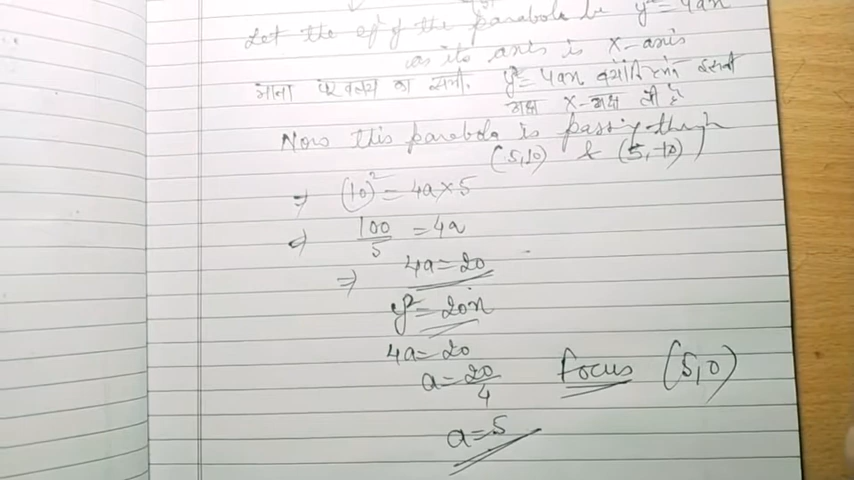 Let the eqⁿ of the parabola be y² = 4ax
as its axis is x-axis
माना परवलय का समी. y² = 4ax क्योंकि इसकी
अक्ष x-अक्ष ही है
Now this parabola is passing through
(5,10) & (5,-10)
⇒ (10)² = 4a×5
⇒ 100/5 = 4a
⇒ 4a = 20
y² = 20x
4a = 20
a = 20/4 Focus (5,0)
a = 5